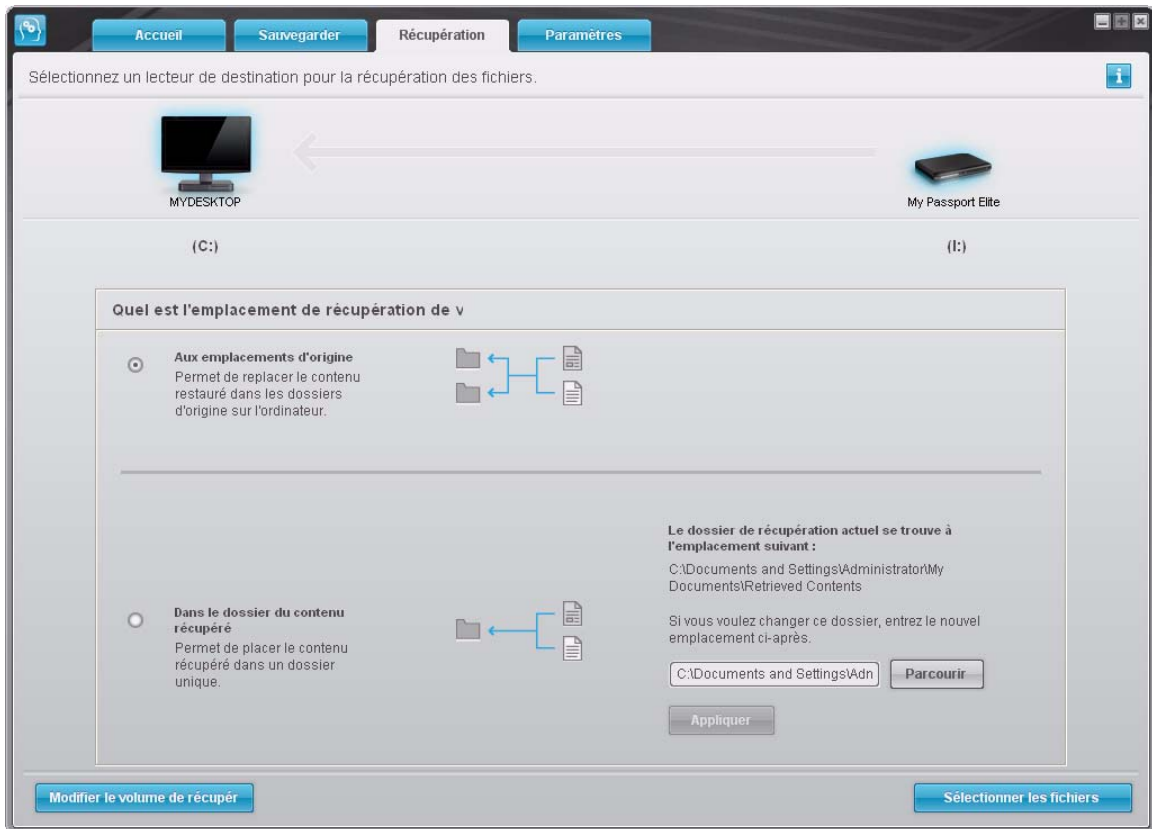 Accueil
Sauvegarder
Récupération
Paramètres
Sélectionnez un lecteur de destination pour la récupération des fichiers.
i
MYDESKTOP
My Passport Elite
(C:)
(I:)
Quel est l'emplacement de récupération de v
Aux emplacements d'origine
Permet de replacer le contenu
restauré dans les dossiers
d'origine sur l'ordinateur.
Dans le dossier du contenu
récupéré
Permet de placer le contenu
récupéré dans un dossier
unique.
Le dossier de récupération actuel se trouve à
l'emplacement suivant :
C:\Documents and Settings\Administrator\My
Documents\Retrieved Contents
Si vous voulez changer ce dossier, entrez le nouvel
emplacement ci-après.
C:\Documents and Settings\Adn
Parcourir
Appliquer
Modifier le volume de récupér
Sélectionner les fichiers